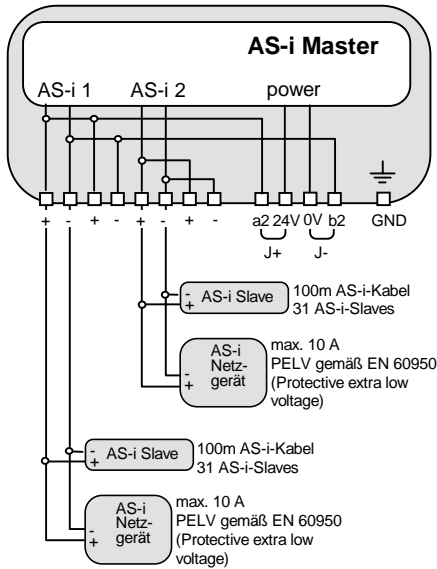 AS-i Master
AS-i 1 AS-i 2 power
+ - + - + - + - a2 24V 0V b2 GND
J+ J-
-
+
AS-i Slave
100m AS-i-Kabel
31 AS-i-Slaves
AS-i
Netz-
gerät
-
+
max. 10 A
PELV gemäß EN 60950
(Protective extra low
voltage)
-
+
AS-i Slave
100m AS-i-Kabel
31 AS-i-Slaves
AS-i
Netz-
gerät
-
+
max. 10 A
PELV gemäß EN 60950
(Protective extra low
voltage)